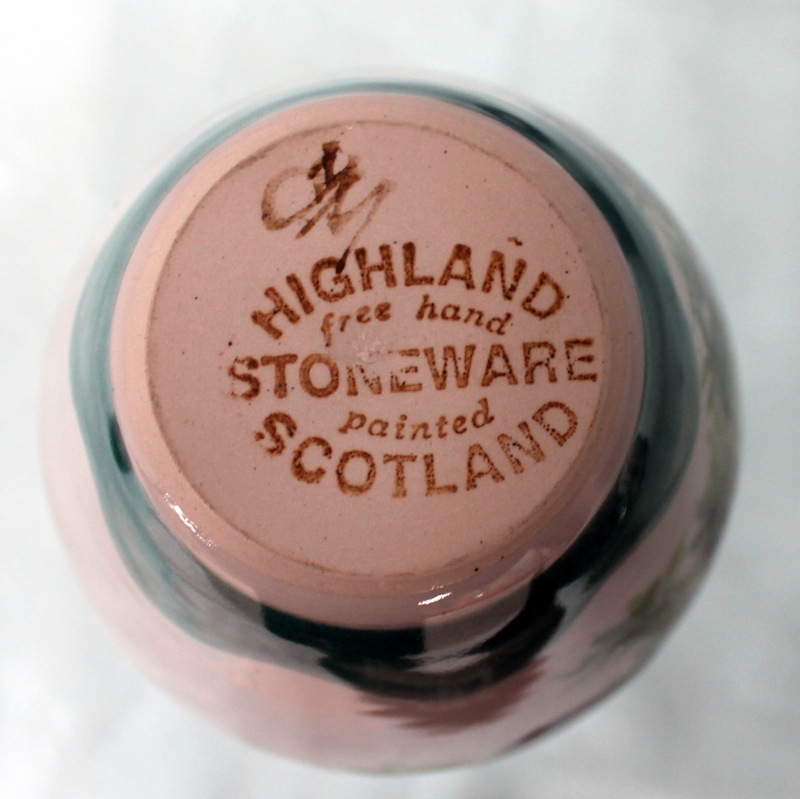 HIGHLAND
free hand
STONEWARE
painted
SCOTLAND